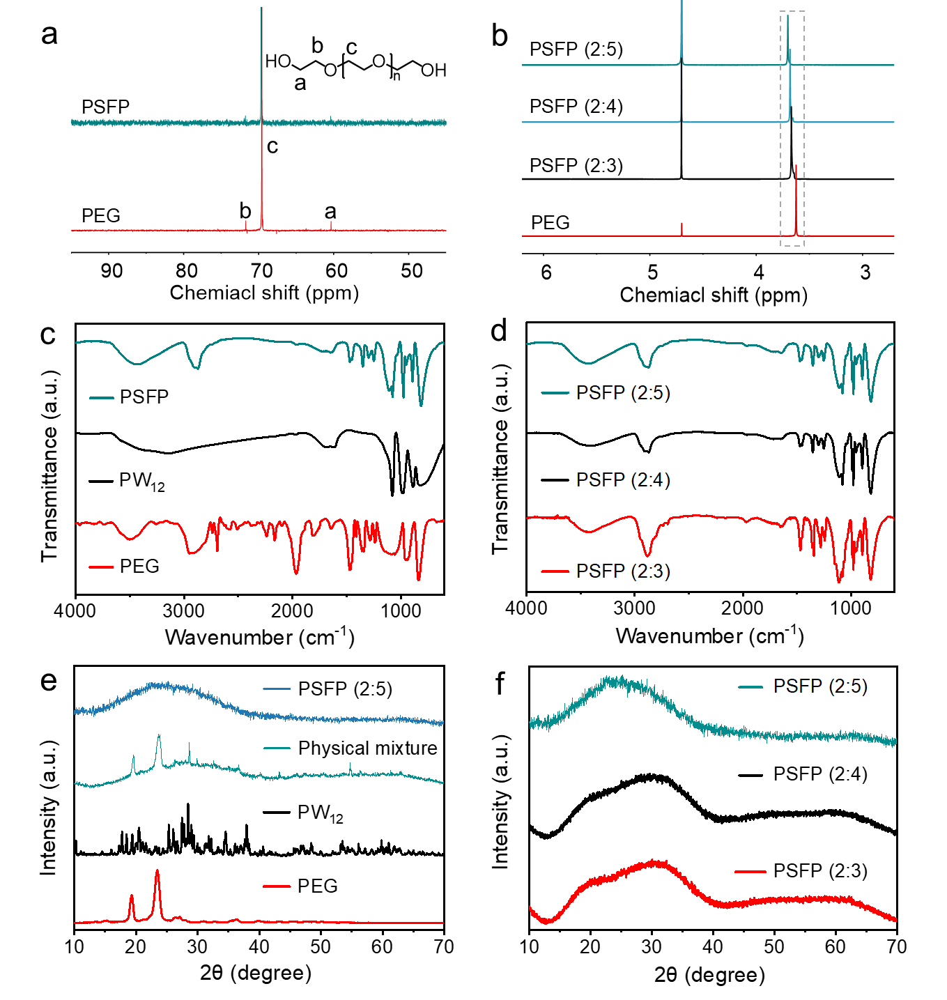 a
b
c
HO
O
O
n
OH
a
PSFP
c
b
a
PEG
90
80
70
60
50
Chemiacl shift (ppm)
b
PSFP (2:5)
PSFP (2:4)
PSFP (2:3)
PEG
6
5
4
3
Chemiacl shift (ppm)
c
Transmittance (a.u.)
PSFP
PW12
PEG
4000
3000
2000
1000
Wavenumber (cm-1)
d
Transmittance (a.u.)
PSFP (2:5)
PSFP (2:4)
PSFP (2:3)
4000
3000
2000
1000
Wavenumber (cm-1)
e
Intensity (a.u.)
PSFP (2:5)
Physical mixture
PW12
PEG
10
20
30
40
50
60
70
2θ (degree)
f
Intensity (a.u.)
PSFP (2:5)
PSFP (2:4)
PSFP (2:3)
10
20
30
40
50
60
70
2θ (degree)